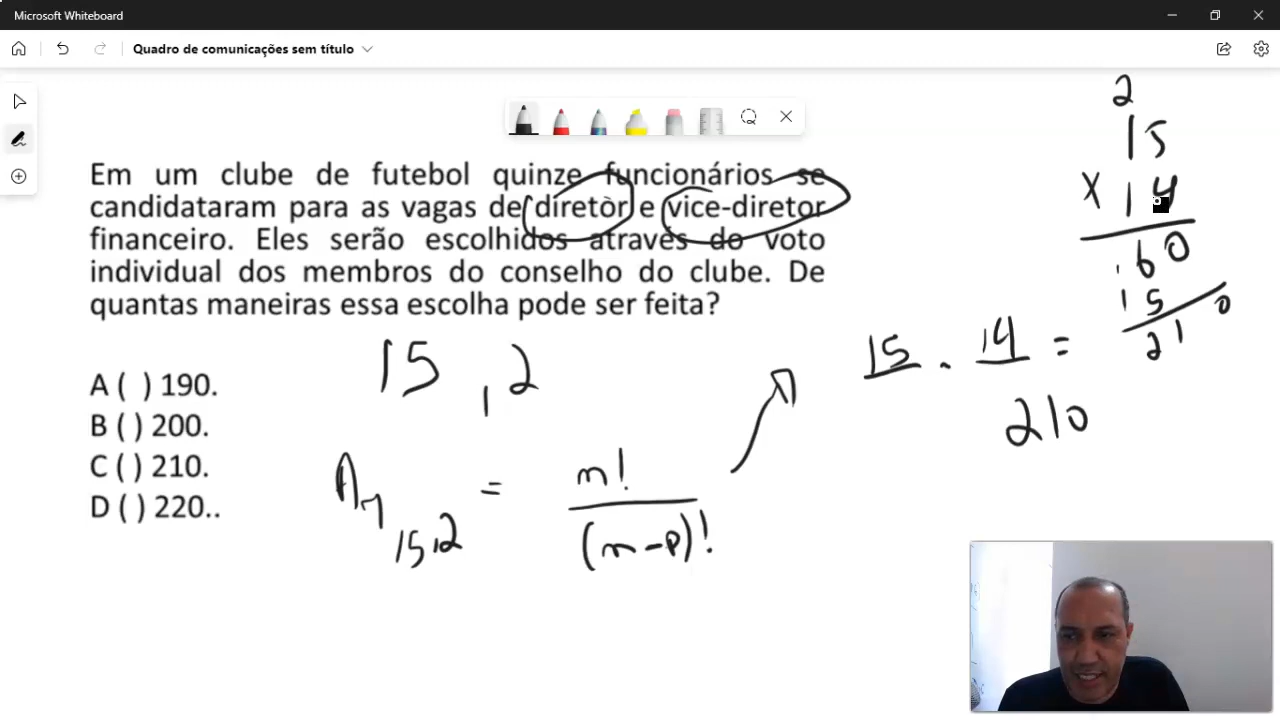 Microsoft Whiteboard
Quadro de comunicações sem título
Em um clube de futebol quinze funcionários se
candidataram para as vagas de diretor e vice-diretor
financeiro. Eles serão escolhidos através do voto
individual dos membros do conselho do clube. De
quantas maneiras essa escolha pode ser feita?
A ( ) 190.
B ( ) 200.
C ( ) 210.
D ( ) 220..
15 , 2
An 15,2 = n! / (n-p)!
15 . 14 =
210
2
15
X 14
160
15
210